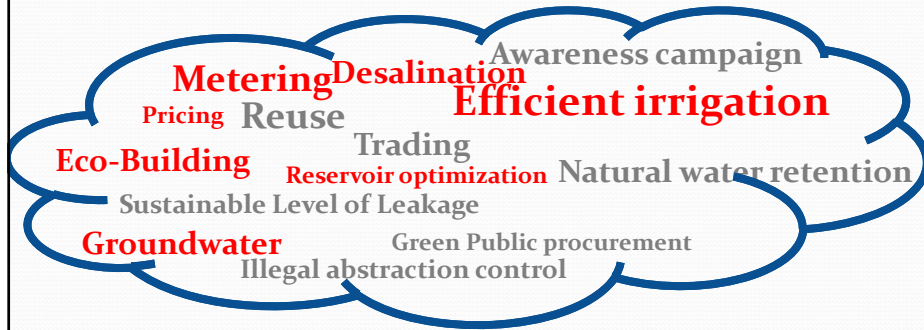 Awareness campaign
Metering Desalination
Efficient irrigation
Pricing Reuse
Trading
Eco-Building
Reservoir optimization Natural water retention
Sustainable Level of Leakage
Groundwater Green Public procurement
Illegal abstraction control